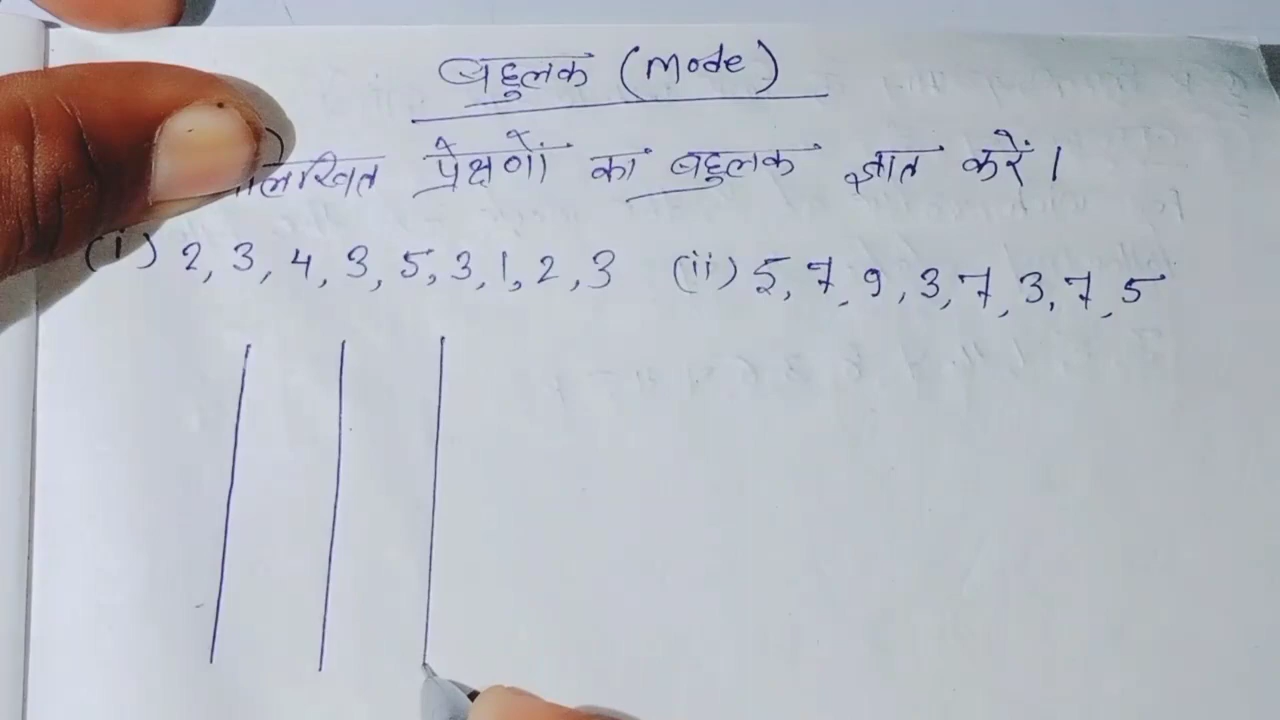 बहुलक (Mode)
प्रेक्षणों का बहुलक ज्ञात करें।
(i) 2, 3, 4, 3, 5, 3, 1, 2, 3 (ii) 5, 7, 9, 3, 7, 3, 7, 5